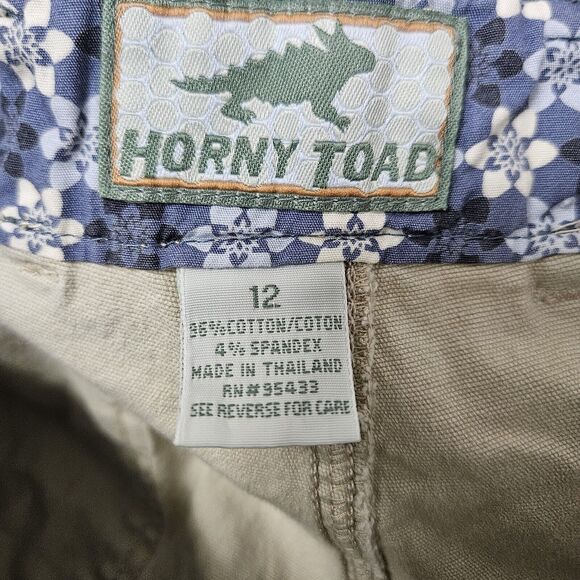 HORNY TOAD
12
96% COTTON/COTON
4% SPANDEX
MADE IN THAILAND
RN#95433
SEE REVERSE FOR CARE